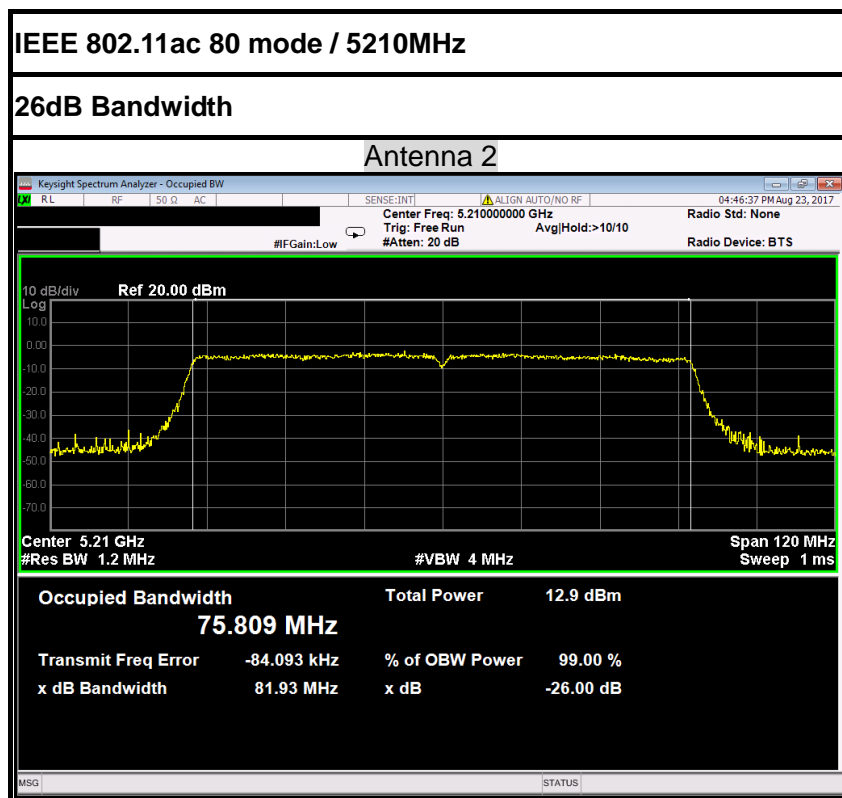 IEEE 802.11ac 80 mode / 5210MHz
26dB Bandwidth
Antenna 2
Keysight Spectrum Analyzer - Occupied BW
LXI RL RF 50 Ω AC SENSE:INT ALIGN AUTO/NO RF 04:46:37 PM Aug 23, 2017
Center Freq: 5.210000000 GHz Radio Std: None
Trig: Free Run Avg|Hold:>10/10
#IFGain:Low #Atten: 20 dB Radio Device: BTS
10 dB/div Ref 20.00 dBm
Log
10.0
0.00
-10.0
-20.0
-30.0
-40.0
-50.0
-60.0
-70.0
Center 5.21 GHz Span 120 MHz
#Res BW 1.2 MHz #VBW 4 MHz Sweep 1 ms
Occupied Bandwidth Total Power 12.9 dBm
75.809 MHz
Transmit Freq Error -84.093 kHz % of OBW Power 99.00 %
x dB Bandwidth 81.93 MHz x dB -26.00 dB
MSG STATUS